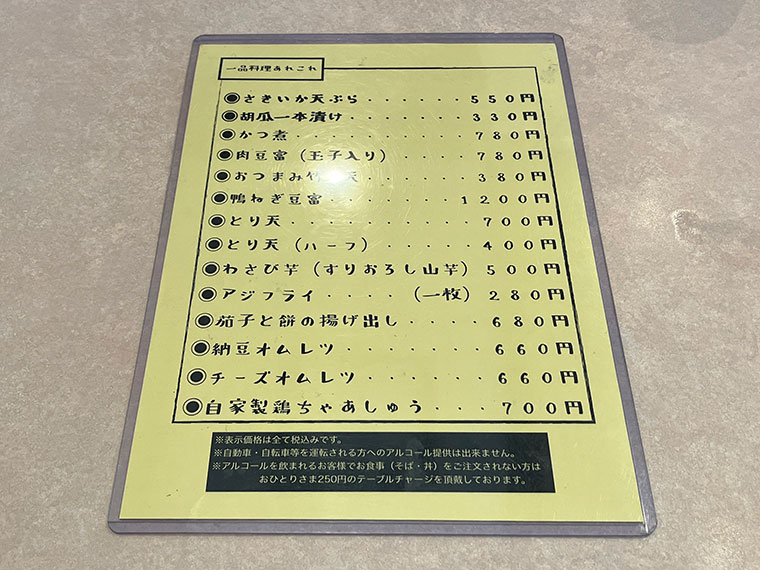 一品料理あれこれ
◉さきいか天ぷら・・・・・・５５０円
◉胡瓜一本漬け・・・・・・・３３０円
◉かつ煮・・・・・・・・・・７８０円
◉肉豆富（玉子入り）・・・・７８０円
◉おつまみ竹 天・・・・・３８０円
◉鴨ねぎ豆富・・・・・・・１２００円
◉とり天・・・・・・・・・・７００円
◉とり天（ハーフ）・・・・・４００円
◉わさび芋（すりおろし山芋）５００円
◉アジフライ・・・・（一枚）２８０円
◉茄子と餅の揚げ出し・・・・６８０円
◉納豆オムレツ・・・・・・・６６０円
◉チーズオムレツ・・・・・・６６０円
◉自家製鶏ちゃあしゅう・・・７００円
※表示価格は全て税込みです。
※自動車・自転車等を運転される方へのアルコール提供は出来ません。
※アルコールを飲まれるお客様でお食事（そば・丼）をご注文されない方は
おひとりさま250円のテーブルチャージを頂戴しております。